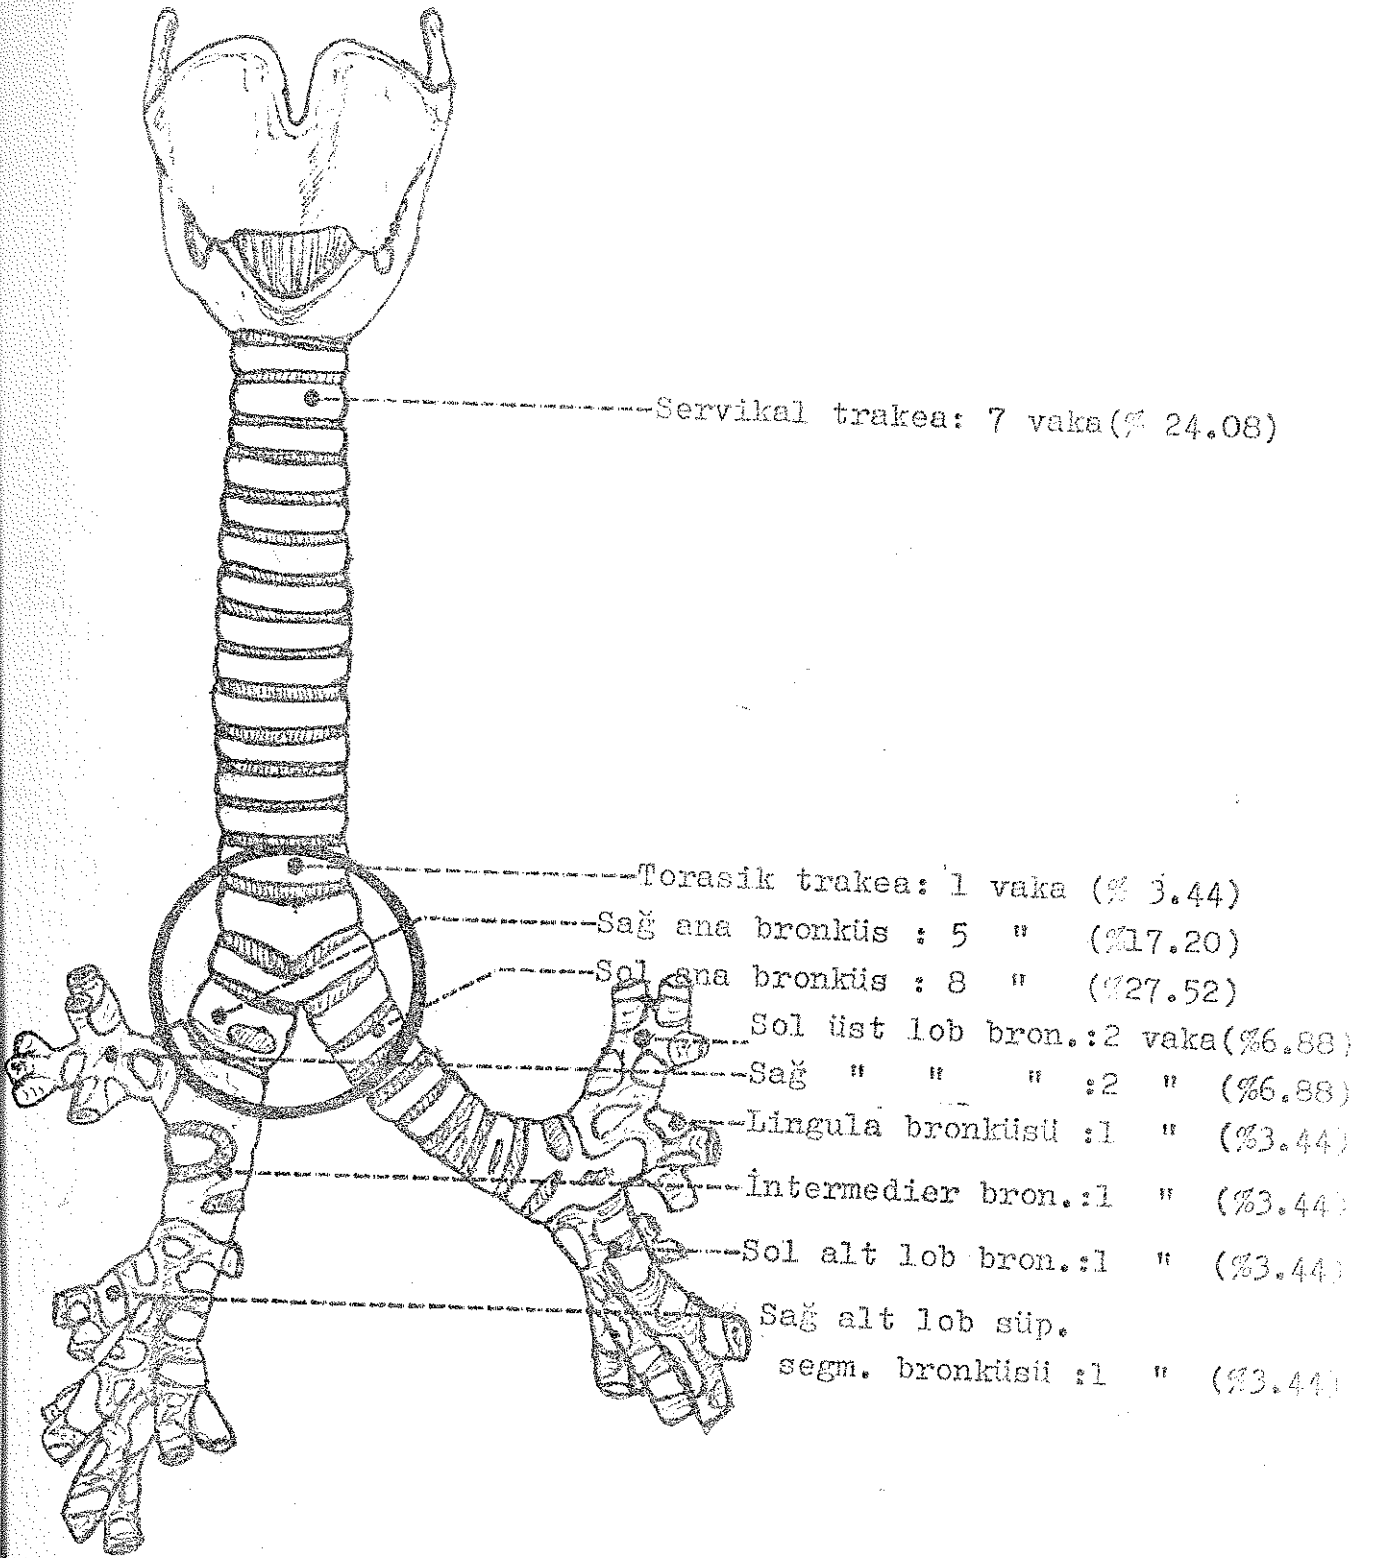 Servikal trakea: 7 vaka(% 24.08)
Torasik trakea: 1 vaka (% 3.44)
Sağ ana bronküs : 5 " (%17.20)
Sol ana bronküs : 8 " (%27.52)
Sol üst lob bron.:2 vaka(%6.88)
Sağ " " " :2 " (%6.88)
Lingula bronküsü :1 " (%3.44)
İntermedier bron.:1 " (%3.44)
Sol alt lob bron.:1 " (%3.44)
Sağ alt lob süp.
segm. bronküsü :1 " (%3.44)